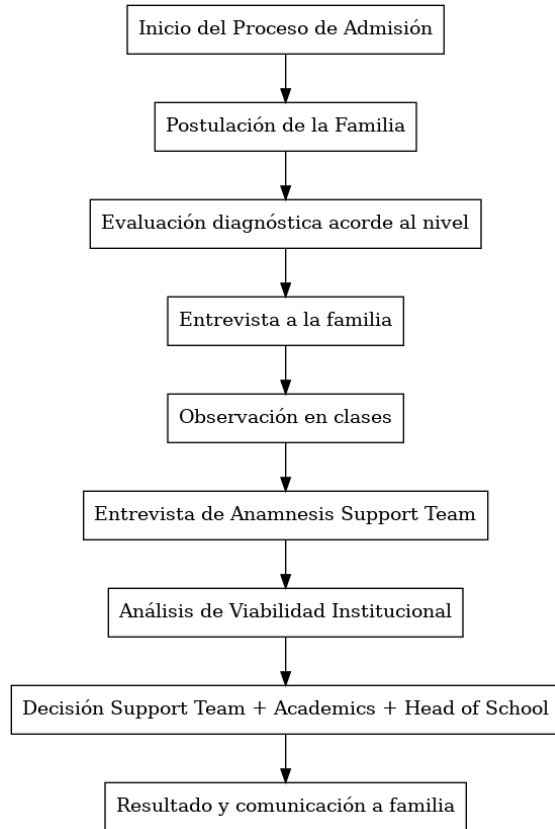 Inicio del Proceso de Admisión
Postulación de la Familia
Evaluación diagnóstica acorde al nivel
Entrevista a la familia
Observación en clases
Entrevista de Anamnesis Support Team
Análisis de Viabilidad Institucional
Decisión Support Team + Academics + Head of School
Resultado y comunicación a familia